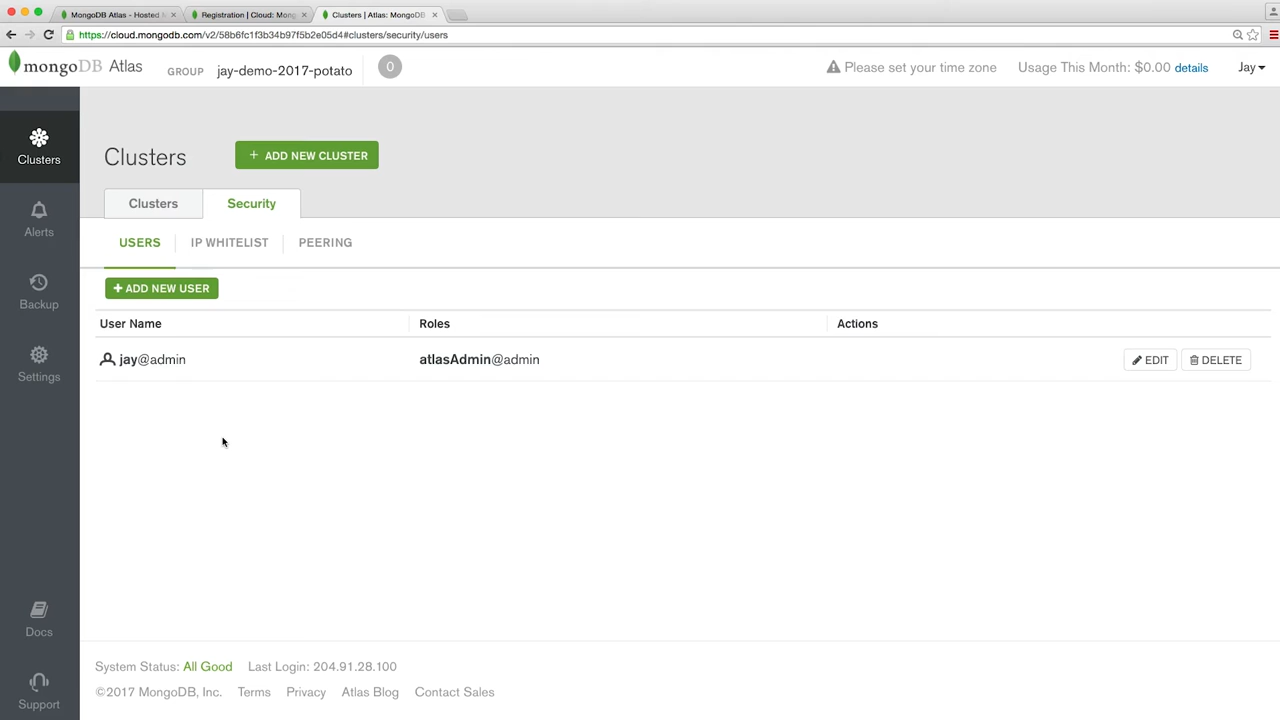 MongoDB Atlas - Hosted M
Registration | Cloud: Mong
Clusters | Atlas: MongoDB
https://cloud.mongodb.com/v2/58b6fc1f3b34b97f5b2e05d4#clusters/security/users
mongoDB Atlas
GROUP jay-demo-2017-potato
0
Please set your time zone
Usage This Month: $0.00 details
Jay
Clusters
Alerts
Backup
Settings
Docs
Support
Clusters
+ ADD NEW CLUSTER
Clusters
Security
USERS
IP WHITELIST
PEERING
+ ADD NEW USER
User Name
Roles
Actions
jay@admin
atlasAdmin@admin
EDIT
DELETE
System Status: All Good Last Login: 204.91.28.100
©2017 MongoDB, Inc. Terms Privacy Atlas Blog Contact Sales